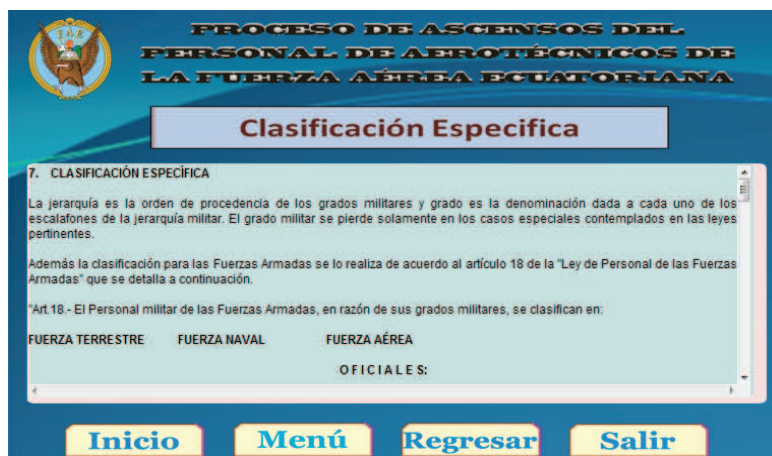 FAE
PROCESO DE ASCENSOS DEL
PERSONAL DE AEROTÉCNICOS DE
LA FUERZA AÉREA ECUATORIANA
Clasificación Especifica
7. CLASIFICACIÓN ESPECÍFICA
La jerarquía es la orden de procedencia de los grados militares y grado es la denominación dada a cada uno de los
escalafones de la jerarquía militar. El grado militar se pierde solamente en los casos especiales contemplados en las leyes
pertinentes.
Además la clasificación para las Fuerzas Armadas se lo realiza de acuerdo al artículo 18 de la "Ley de Personal de las Fuerzas
Armadas" que se detalla a continuación.
"Art.18.- El Personal militar de las Fuerzas Armadas, en razón de sus grados militares, se clasifican en:
FUERZA TERRESTRE FUERZA NAVAL FUERZA AÉREA
OFICIALES:
Inicio Menú Regresar Salir